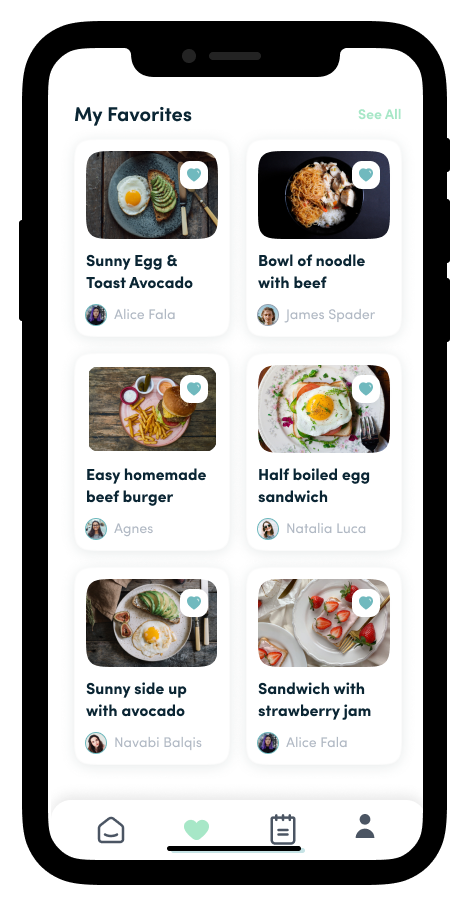 My Favorites
See All
Sunny Egg &
Toast Avocado
Alice Fala
Bowl of noodle
with beef
James Spader
Easy homemade
beef burger
Agnes
Half boiled egg
sandwich
Natalia Luca
Sunny side up
with avocado
Navabi Balqis
Sandwich with
strawberry jam
Alice Fala